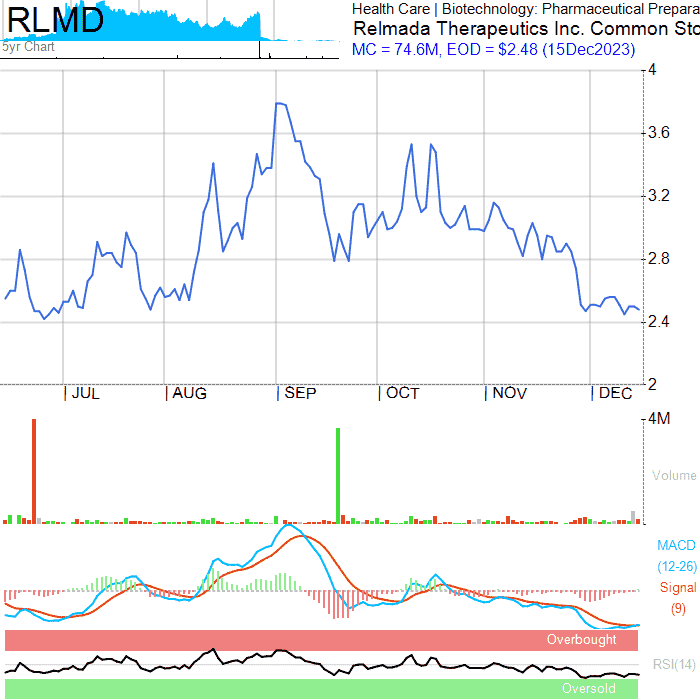 RLMD
5yr Chart
Health Care | Biotechnology: Pharmaceutical Prepara
Relmada Therapeutics Inc. Common Sto
MC = 74.6M, EOD = $2.48 (15Dec2023)
4
3.6
3.2
2.8
2.4
2
| JUL | AUG | SEP | OCT | NOV | DEC
4M
Volume
MACD
(12-26)
Signal
(9)
Overbought
RSI(14)
Oversold